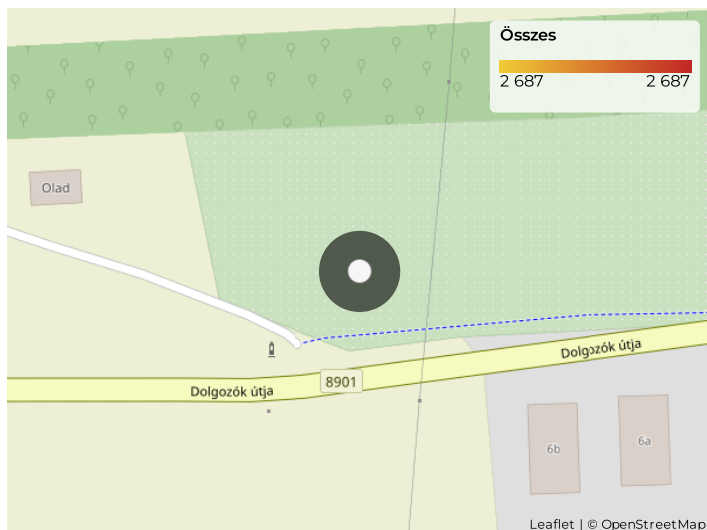 Összes
2 687 2 687
Olad
Dolgozók útja
8901
Dolgozók útja
6b
6a
Leaflet | © OpenStreetMap